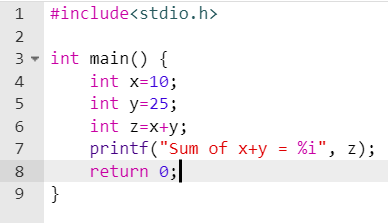 1 #include<stdio.h>
2
3 int main() {
4     int x=10;
5     int y=25;
6     int z=x+y;
7     printf("Sum of x+y = %i", z);
8     return 0;
9 }